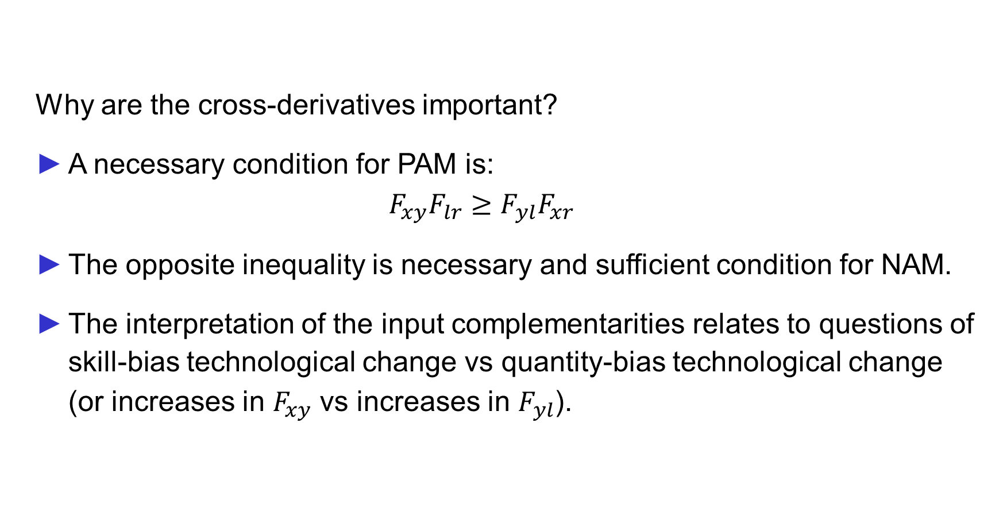 Why are the cross-derivatives important?
► A necessary condition for PAM is:
$F_{xy}F_{lr} \geq F_{yl}F_{xr}$
► The opposite inequality is necessary and sufficient condition for NAM.
► The interpretation of the input complementarities relates to questions of
skill-bias technological change vs quantity-bias technological change
(or increases in $F_{xy}$ vs increases in $F_{yl}$).